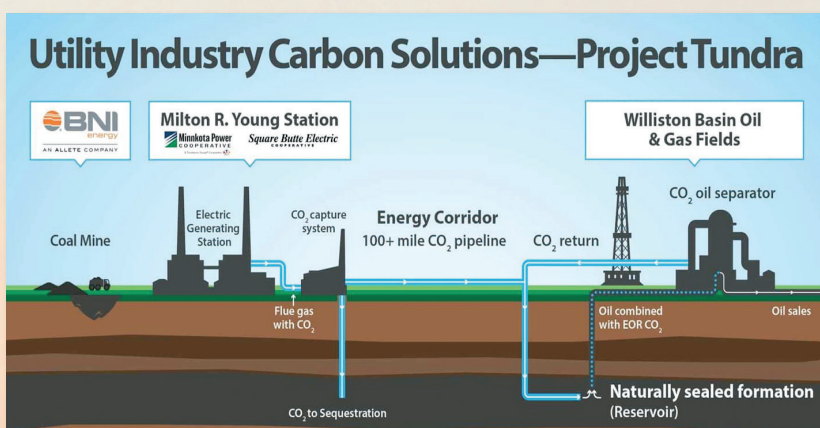 Utility Industry Carbon Solutions—Project Tundra
BNI
energy
AN ALLETE COMPANY
Milton R. Young Station
Minnkota Power
COOPERATIVE
Square Butte Electric
COOPERATIVE
Williston Basin Oil
& Gas Fields
Coal Mine
Electric
Generating
Station
CO₂ capture
system
Energy Corridor
100+ mile CO₂ pipeline
CO₂ return
CO₂ oil separator
Flue gas
with CO₂
Oil combined
with EOR CO₂
Oil sales
CO₂ to Sequestration
Naturally sealed formation
(Reservoir)